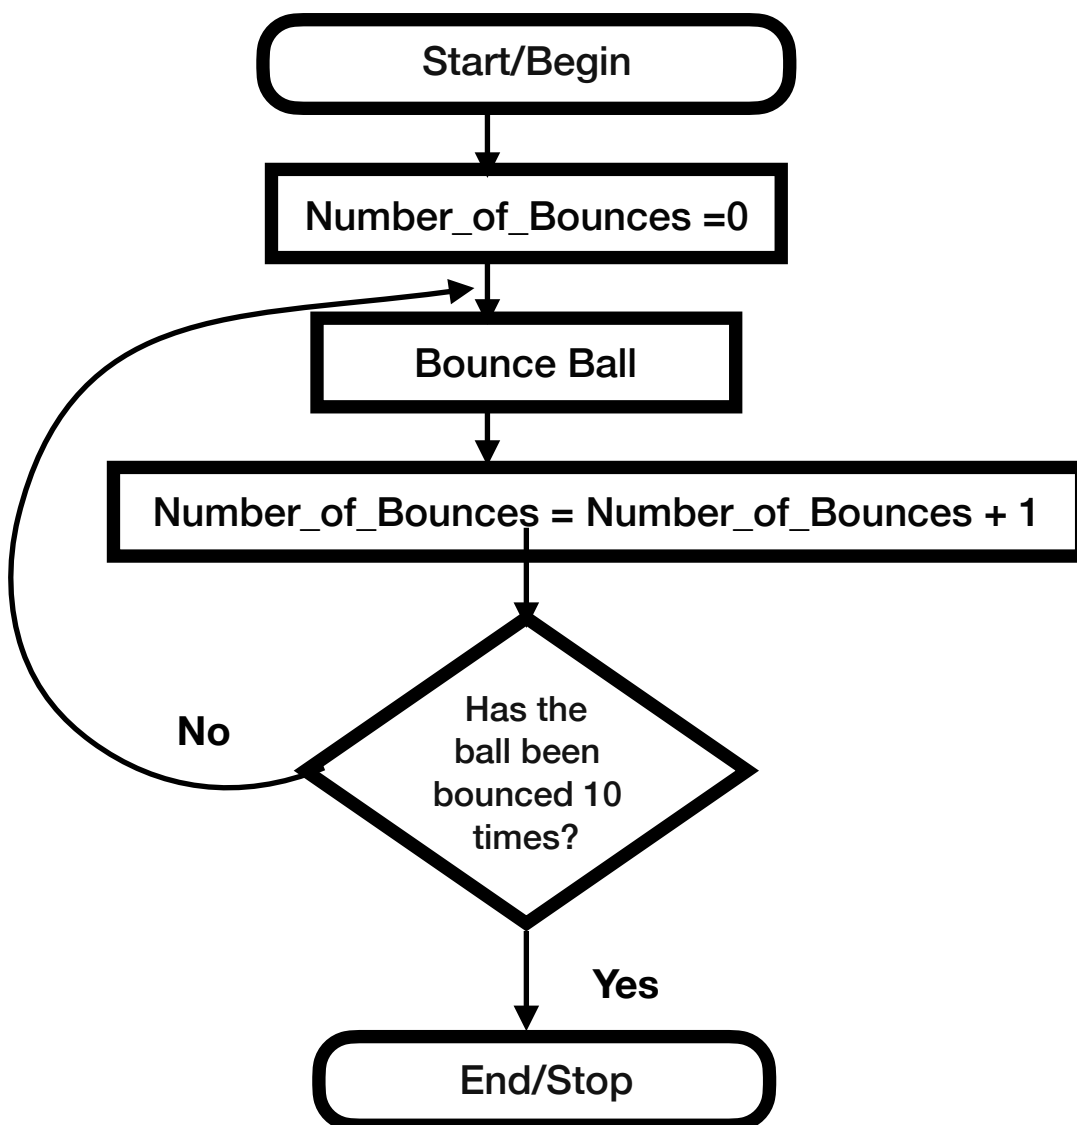 Start/Begin
Number_of_Bounces =0
Bounce Ball
Number_of_Bounces = Number_of_Bounces + 1
Has the
ball been
bounced 10
times?
No
Yes
End/Stop